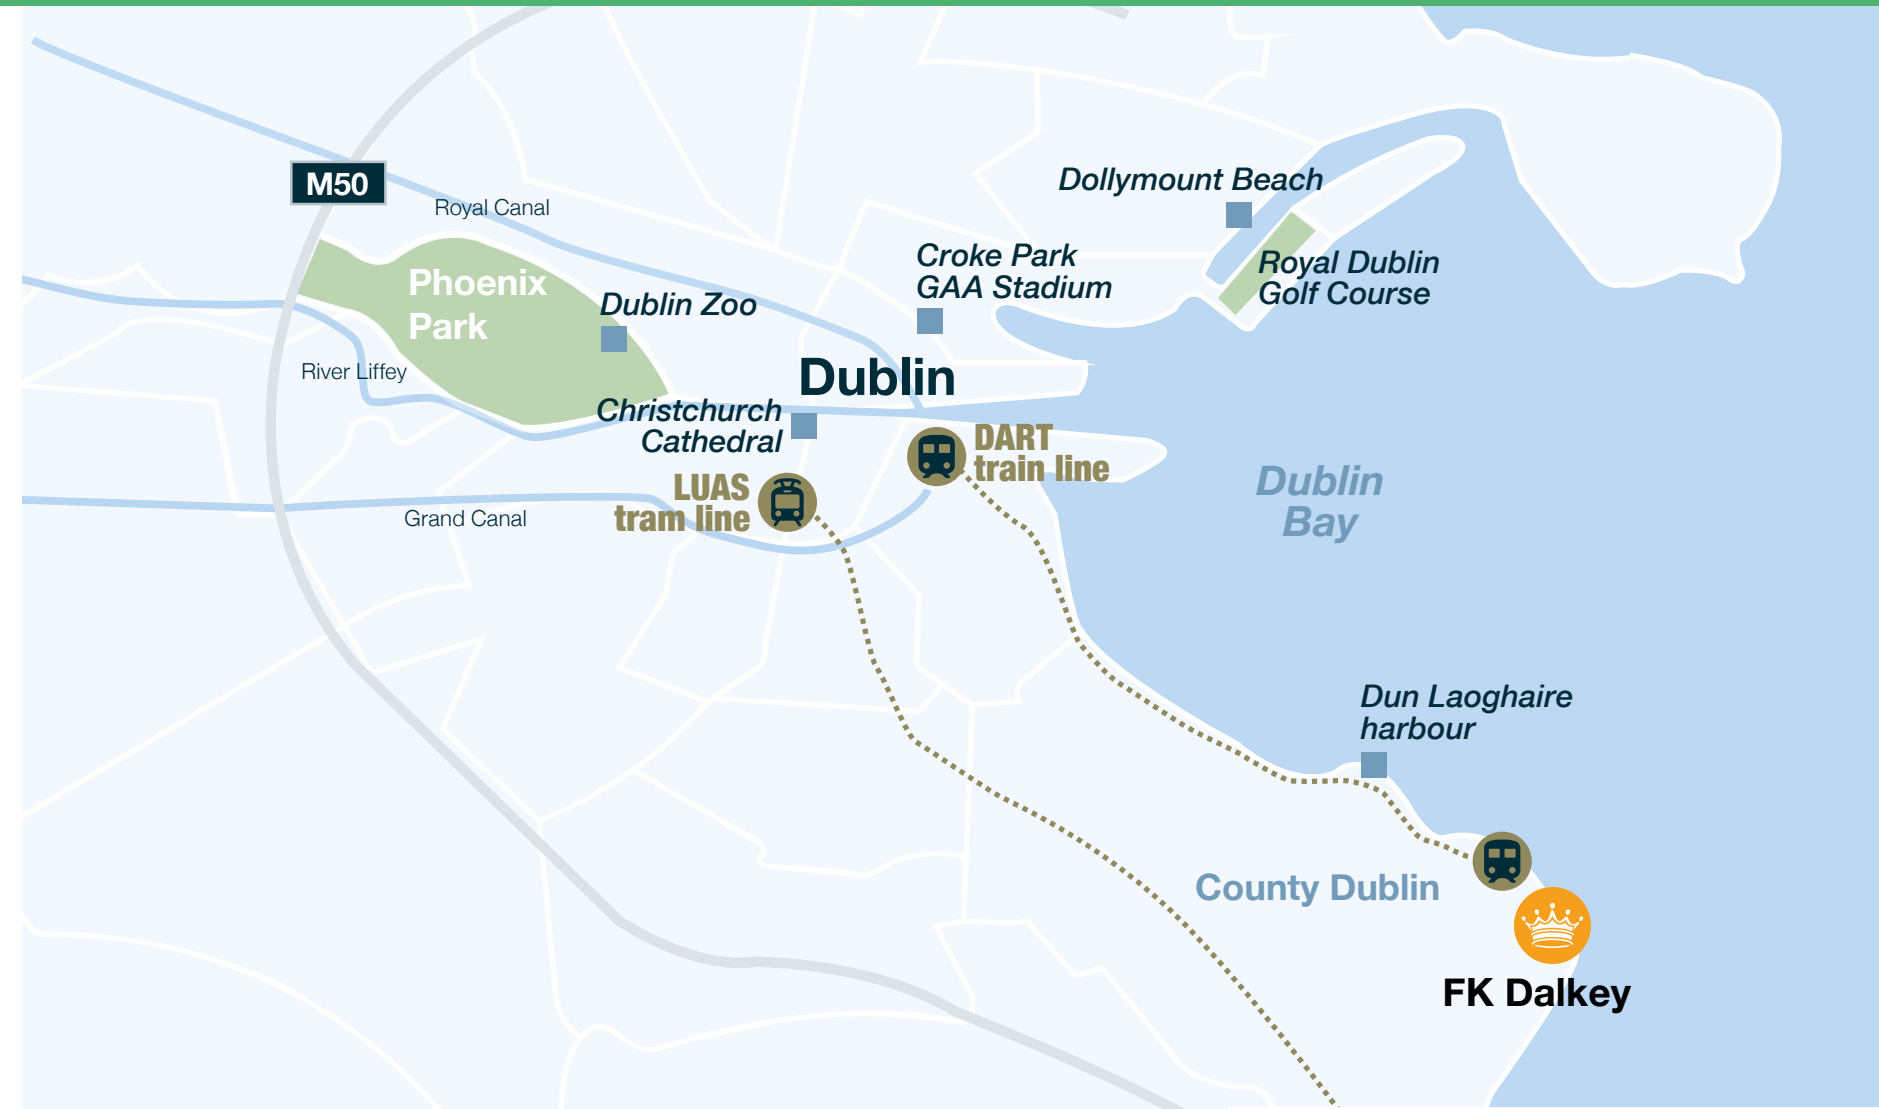 M50
Royal Canal
Dollymount Beach
Croke Park
GAA Stadium
Royal Dublin
Golf Course
Phoenix
Park
Dublin Zoo
River Liffey
Dublin
Christchurch
Cathedral
DART
train line
LUAS
tram line
Grand Canal
Dublin
Bay
Dun Laoghaire
harbour
County Dublin
FK Dalkey